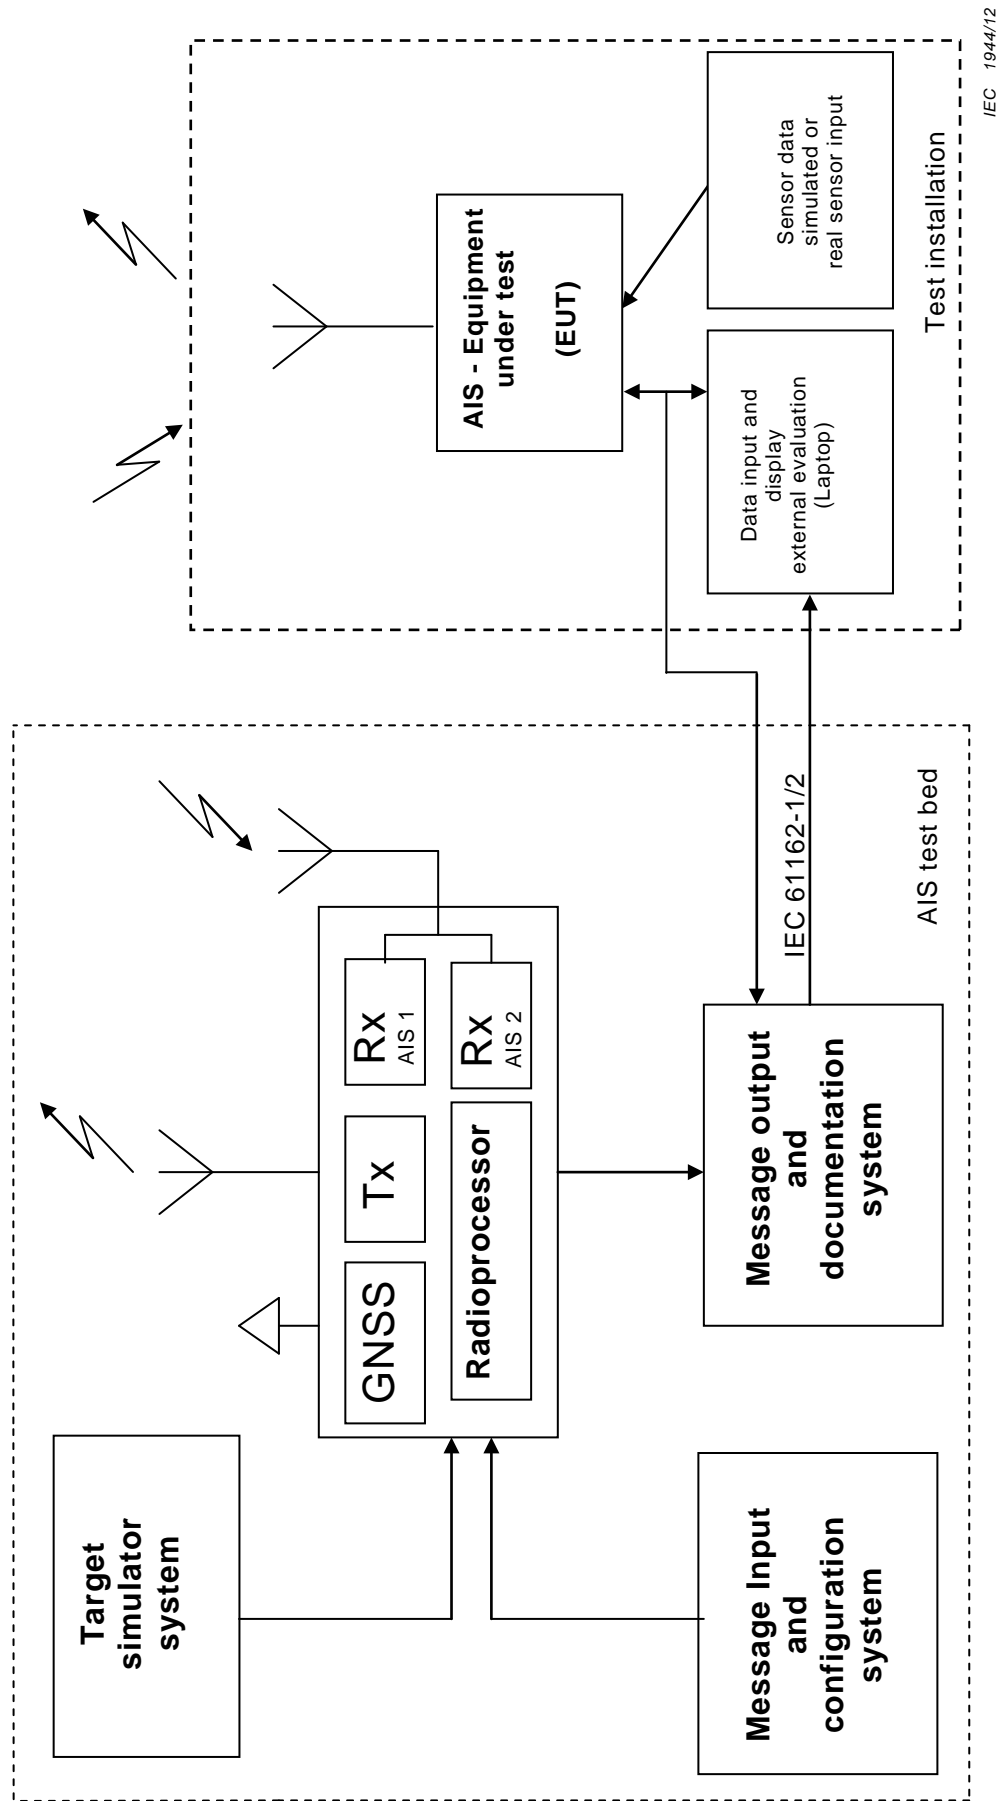 Target
simulator
system
Message Input
and
configuration
system
GNSS
Tx
Rx
AIS 1
Radioprocessor
Rx
AIS 2
Message output
and
documentation
system
IEC 61162-1/2
AIS test bed
AIS - Equipment
under test
(EUT)
Data input and
display
external evaluation
(Laptop)
Sensor data
simulated or
real sensor input
Test installation
IEC 1944/12